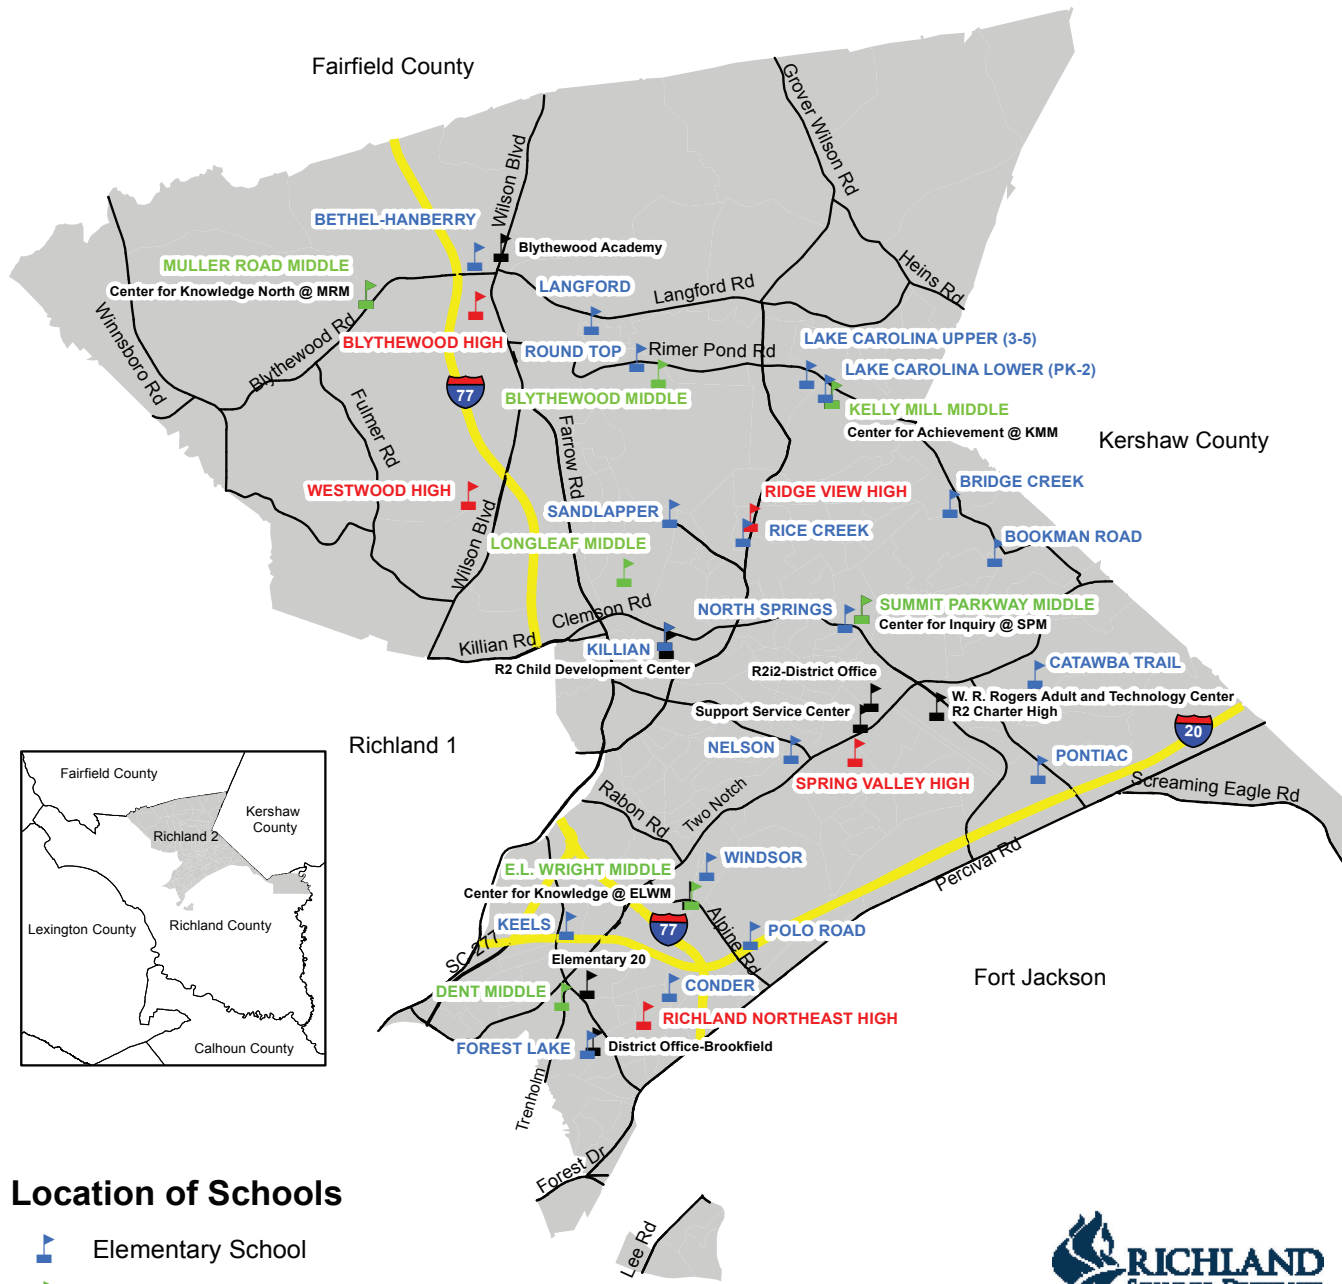 Fairfield County
Grover Wilson Rd
Wilson Blvd
BETHEL-HANBERRY
Blythewood Academy
MULLER ROAD MIDDLE
Center for Knowledge North @ MRM
LANGFORD
Langford Rd
Heins Rd
Winnsboro Rd
Blythewood Rd
BLYTHEWOOD HIGH
ROUND TOP
Rimer Pond Rd
LAKE CAROLINA UPPER (3-5)
LAKE CAROLINA LOWER (PK-2)
77
BLYTHEWOOD MIDDLE
KELLY MILL MIDDLE
Center for Achievement @ KMM
Kershaw County
Fulmer Rd
Farrow Rd
WESTWOOD HIGH
RIDGE VIEW HIGH
BRIDGE CREEK
SANDLAPPER
RICE CREEK
BOOKMAN ROAD
Wilson Blvd
LONGLEAF MIDDLE
Clemson Rd
NORTH SPRINGS
SUMMIT PARKWAY MIDDLE
Center for Inquiry @ SPM
Killian Rd
KILLIAN
R2 Child Development Center
R2i2-District Office
CATAWBA TRAIL
W. R. Rogers Adult and Technology Center
R2 Charter High
Support Service Center
20
Richland 1
NELSON
PONTIAC
SPRING VALLEY HIGH
Screaming Eagle Rd
Rabon Rd
Two Notch
Percival Rd
WINDSOR
E.L. WRIGHT MIDDLE
Center for Knowledge @ ELWM
KEELS
77
Alpine Rd
POLO ROAD
SC 277
Elementary 20
Fort Jackson
DENT MIDDLE
CONDER
RICHLAND NORTHEAST HIGH
FOREST LAKE
District Office-Brookfield
Trenholm
Forest Dr
Lee Rd
Fairfield County
Kershaw
County
Richland 2
Richland County
Lexington County
Calhoun County
Location of Schools
Elementary School
RICHLAND